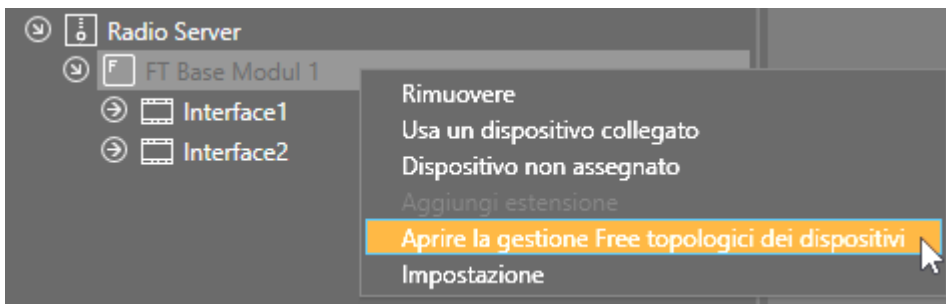 Radio Server
FT Base Modul 1
Interface1
Interface2
Rimuovere
Usa un dispositivo collegato
Dispositivo non assegnato
Aggiungi estensione
Aprire la gestione Free topologici dei dispositivi
Impostazione